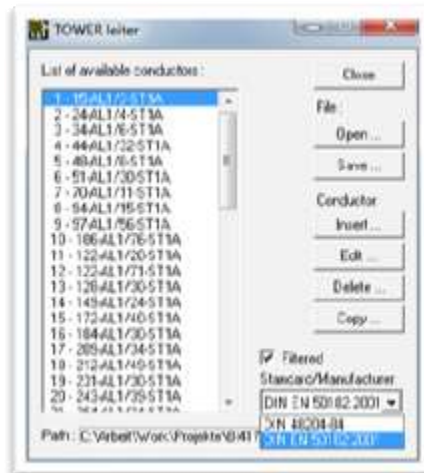 TOWER leiter
List of available conductors :
Close
1 - 15-AL1/3-ST1A
2 - 24-AL1/4-ST1A
3 - 34-AL1/6-ST1A
4 - 44-AL1/32-ST1A
5 - 48-AL1/8-ST1A
6 - 51-AL1/30-ST1A
7 - 70-AL1/11-ST1A
8 - 94-AL1/15-ST1A
9 - 97-AL1/56-ST1A
10 - 106-AL1/76-ST1A
11 - 122-AL1/20-ST1A
12 - 122-AL1/71-ST1A
13 - 128-AL1/30-ST1A
14 - 149-AL1/24-ST1A
15 - 172-AL1/40-ST1A
16 - 184-AL1/30-ST1A
17 - 209-AL1/34-ST1A
18 - 212-AL1/49-ST1A
19 - 231-AL1/30-ST1A
20 - 243-AL1/39-ST1A
File :
Open ...
Save ...
Conductor
Insert ...
Edit ...
Delete ...
Copy ...
Filtered
Standard/Manufacturer
DIN EN 50182:2001
DIN 48204-84
DIN EN 50182:2001
Path : C:\Arbeit\Work\Projekte\